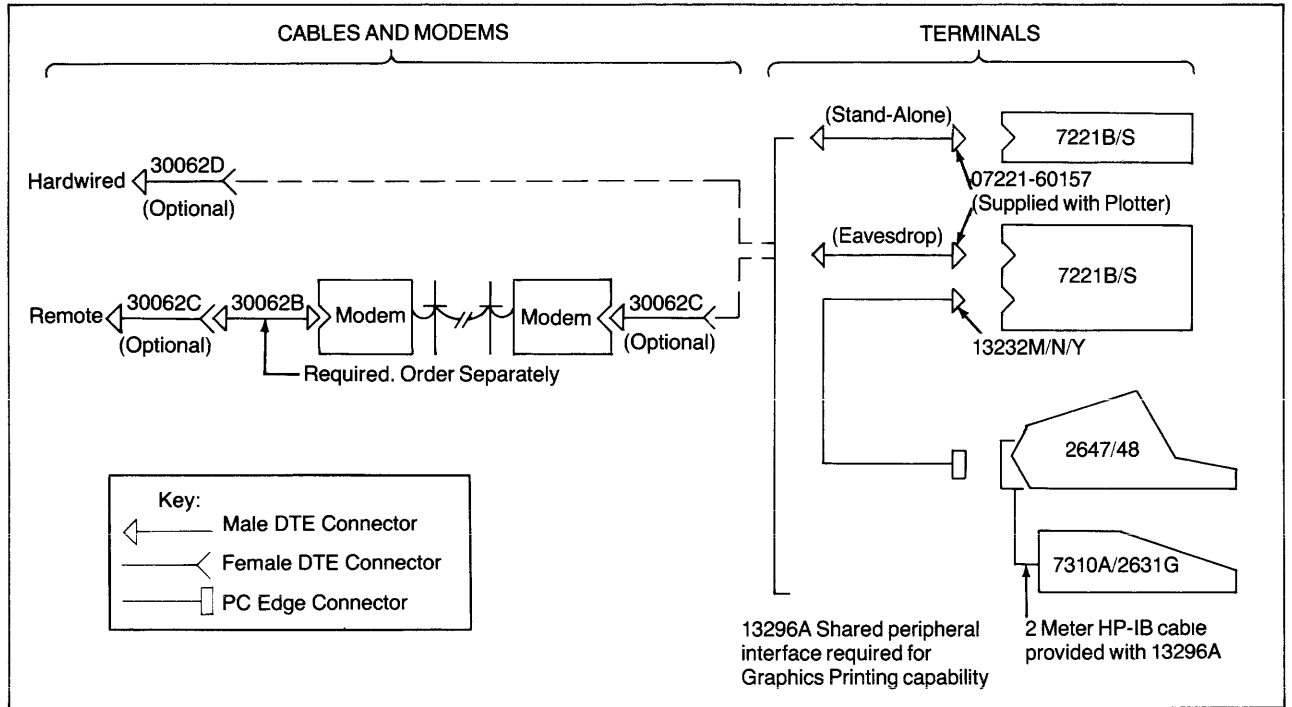 CABLES AND MODEMS
TERMINALS
(Stand-Alone)
7221B/S
07221-60157
(Supplied with Plotter)
Hardwired
30062D
(Optional)
(Eavesdrop)
7221B/S
Remote
30062C
(Optional)
30062B
Modem
Modem
30062C
(Optional)
Required. Order Separately
13232M/N/Y
2647/48
Key:
Male DTE Connector
Female DTE Connector
PC Edge Connector
7310A/2631G
13296A Shared peripheral
interface required for
Graphics Printing capability
2 Meter HP-IB cable
provided with 13296A